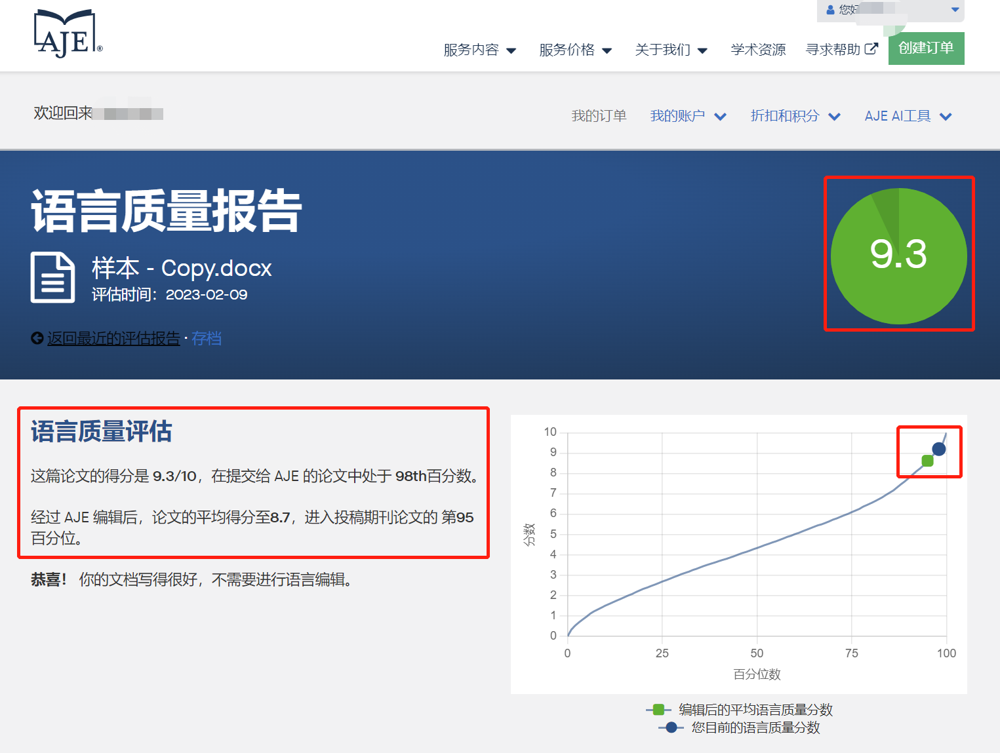 AJE®
您好
服务内容 服务价格 关于我们 学术资源 寻求帮助 创建订单
欢迎回来
我的订单 我的账户 折扣和积分 AJE AI工具
语言质量报告
9.3
样本 - Copy.docx
评估时间：2023-02-09
返回最近的评估报告 · 存档
语言质量评估
这篇论文的得分是 9.3/10，在提交给 AJE 的论文中处于 98th百分数。
经过 AJE 编辑后，论文的平均得分至8.7，进入投稿期刊论文的 第95
百分位。
恭喜！ 你的文档写得很好，不需要进行语言编辑。
10
9
8
7
6
5
4
3
2
1
0
分数
0 25 50 75 100
百分位数
编辑后的平均语言质量分数
您目前的语言质量分数